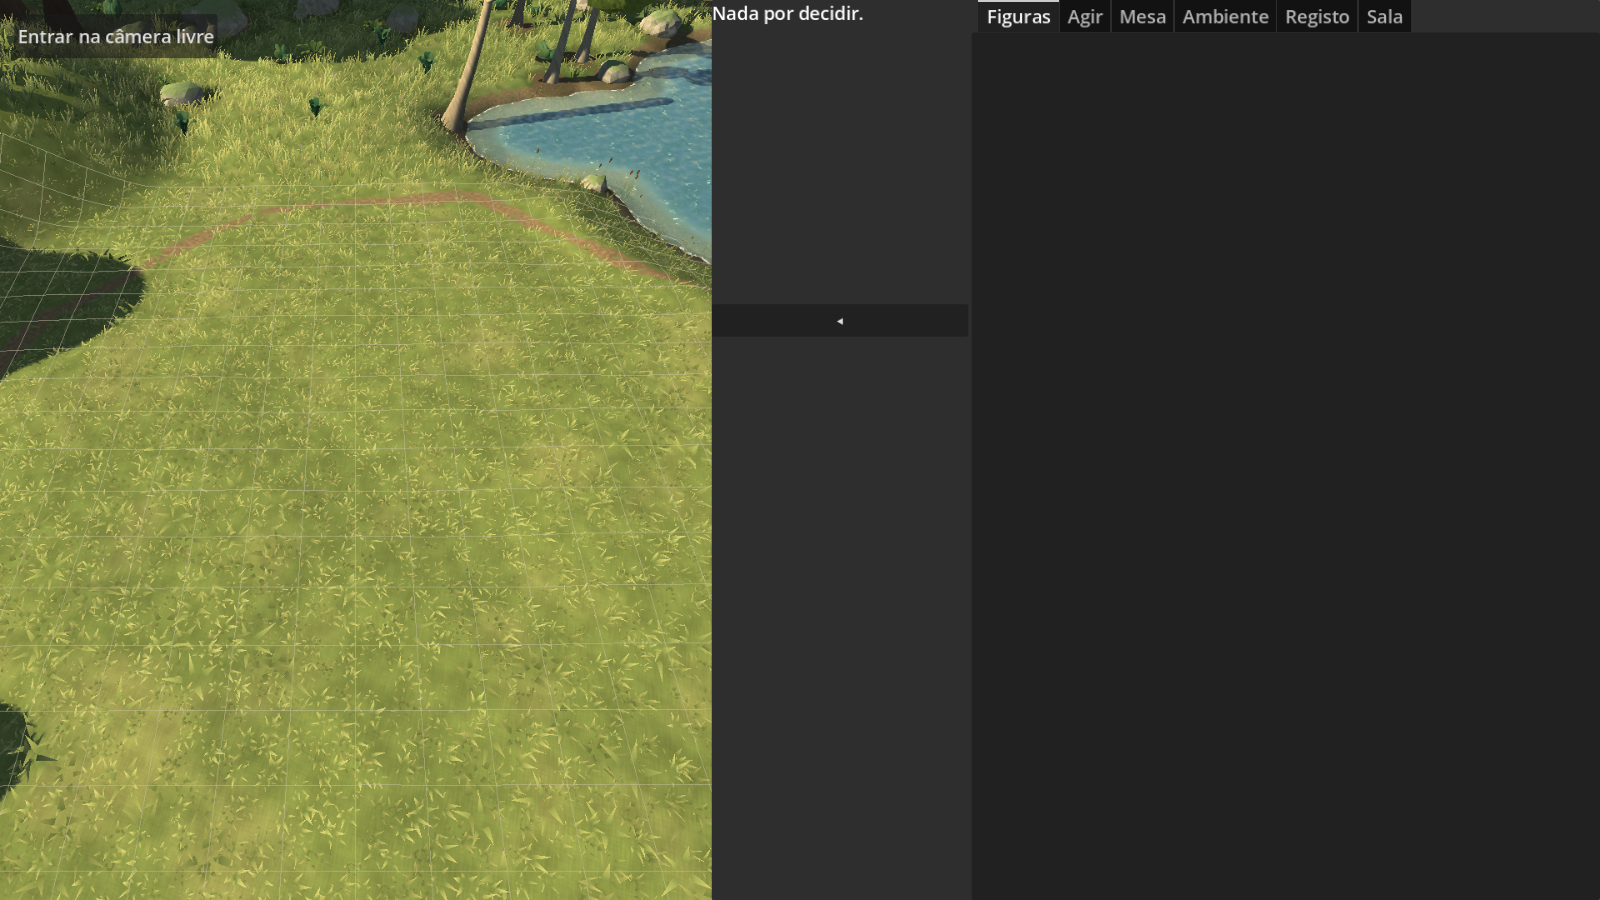 Entrar na câmera livre
Nada por decidir.
Figuras Agir Mesa Ambiente Registo Sala